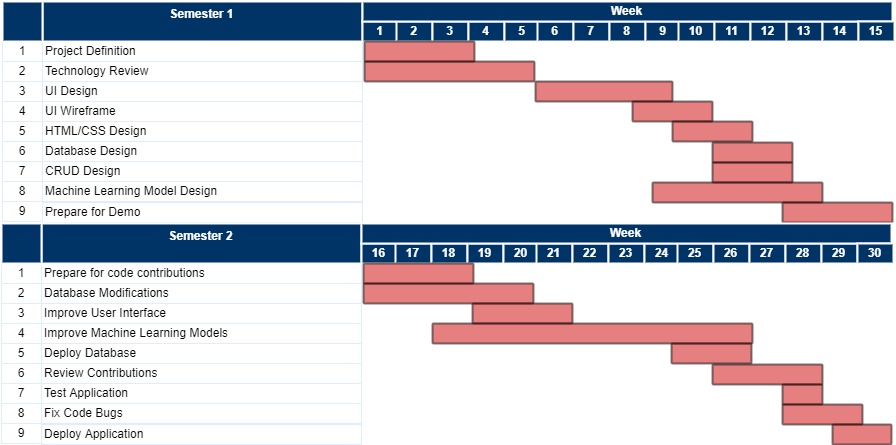 Semester 1 Week
1 2 3 4 5 6 7 8 9 10 11 12 13 14 15
1 Project Definition
2 Technology Review
3 UI Design
4 UI Wireframe
5 HTML/CSS Design
6 Database Design
7 CRUD Design
8 Machine Learning Model Design
9 Prepare for Demo
Semester 2 Week
16 17 18 19 20 21 22 23 24 25 26 27 28 29 30
1 Prepare for code contributions
2 Database Modifications
3 Improve User Interface
4 Improve Machine Learning Models
5 Deploy Database
6 Review Contributions
7 Test Application
8 Fix Code Bugs
9 Deploy Application